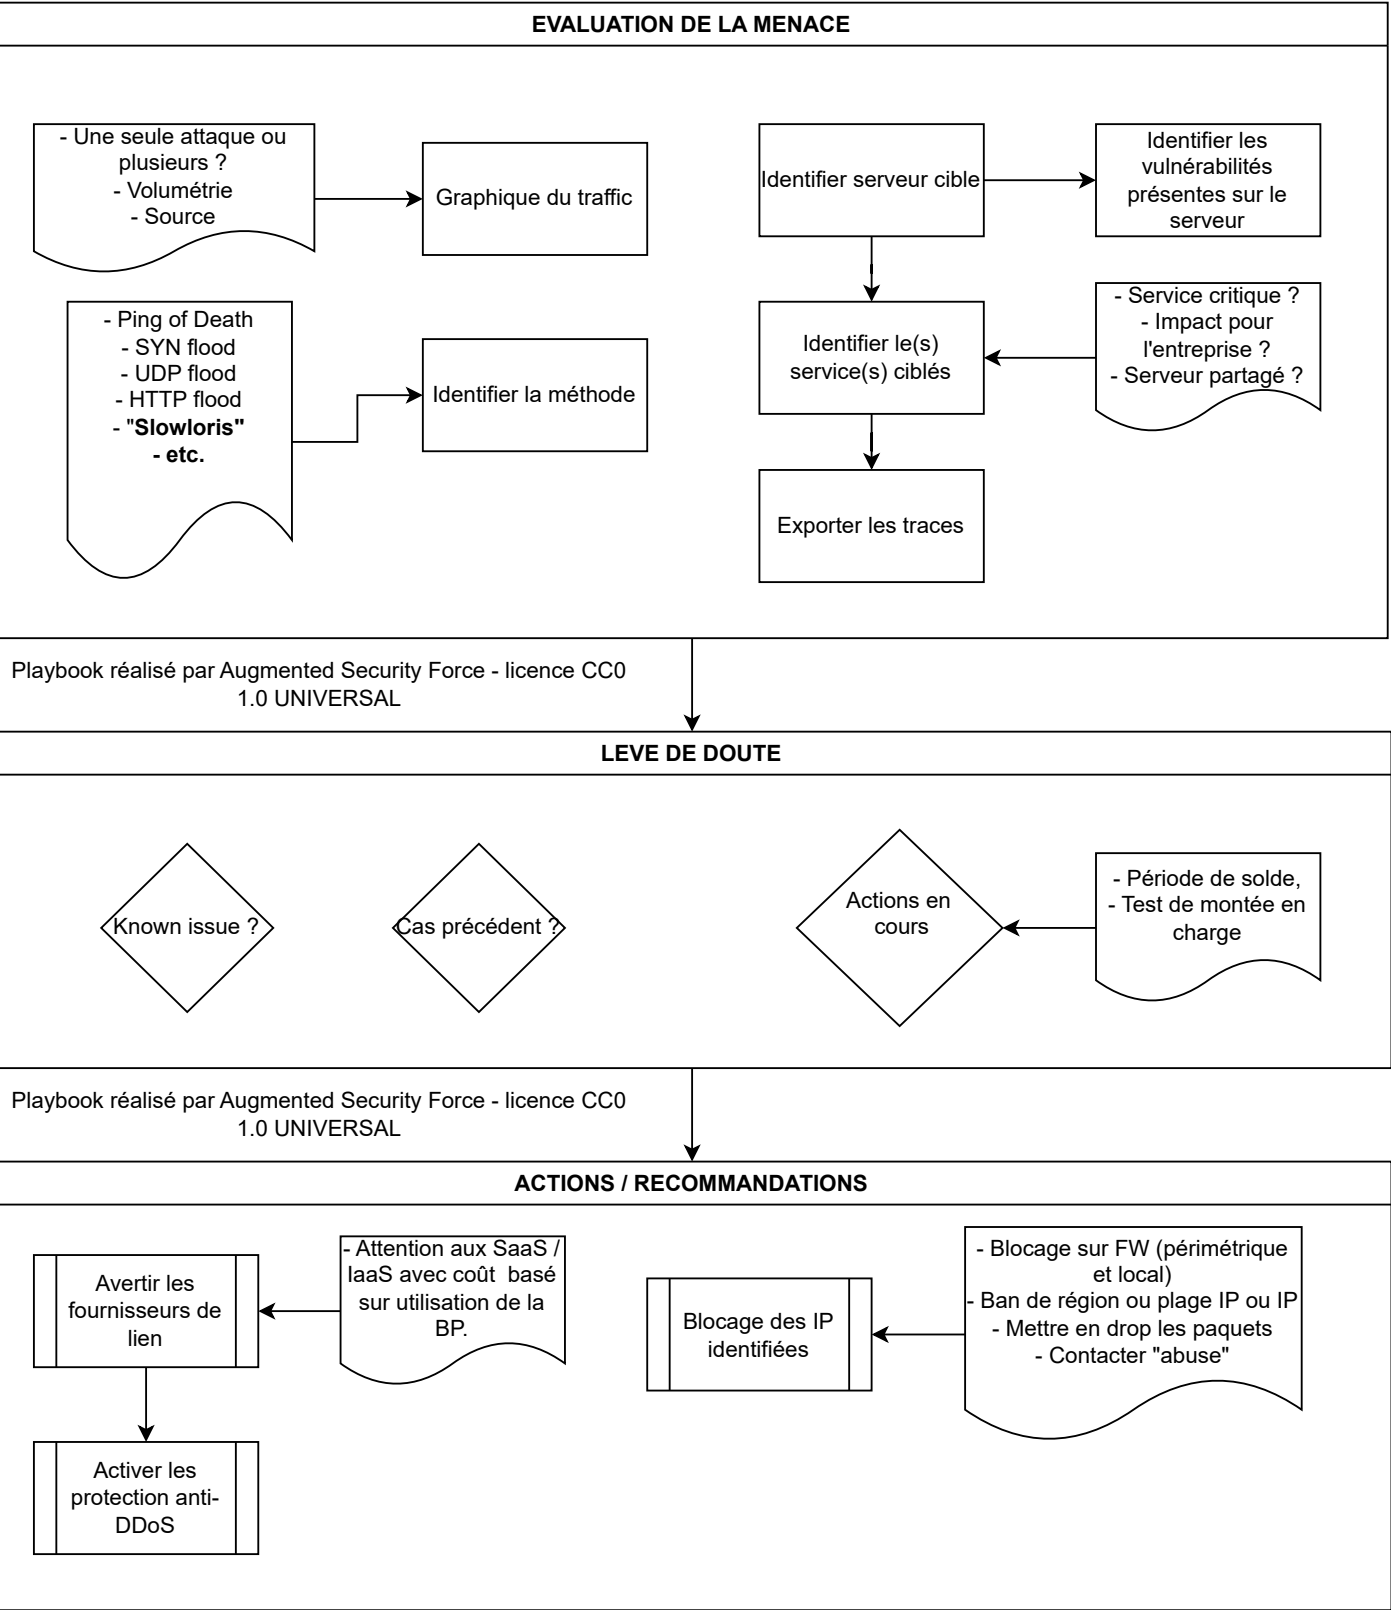 EVALUATION DE LA MENACE
- Une seule attaque ou
plusieurs ?
- Volumétrie
- Source
Graphique du traffic
Identifier serveur cible
Identifier les
vulnérabilités
présentes sur le
serveur
- Ping of Death
- SYN flood
- UDP flood
- HTTP flood
- "Slowloris"
- etc.
Identifier la méthode
Identifier le(s)
service(s) ciblés
- Service critique ?
- Impact pour
l'entreprise ?
- Serveur partagé ?
Exporter les traces
Playbook réalisé par Augmented Security Force - licence CC0
1.0 UNIVERSAL
LEVE DE DOUTE
Known issue ?
Cas précédent ?
Actions en
cours
- Période de solde,
- Test de montée en
charge
Playbook réalisé par Augmented Security Force - licence CC0
1.0 UNIVERSAL
ACTIONS / RECOMMANDATIONS
Avertir les
fournisseurs de
lien
- Attention aux SaaS /
IaaS avec coût basé
sur utilisation de la
BP.
Blocage des IP
identifiées
- Blocage sur FW (périmétrique
et local)
- Ban de région ou plage IP ou IP
- Mettre en drop les paquets
- Contacter "abuse"
Activer les
protection anti-
DDoS